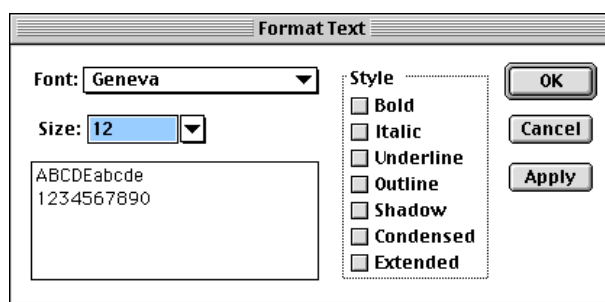 Format Text
Font: Geneva
Size: 12
ABCDEabcde
1234567890
Style
Bold
Italic
Underline
Outline
Shadow
Condensed
Extended
OK
Cancel
Apply